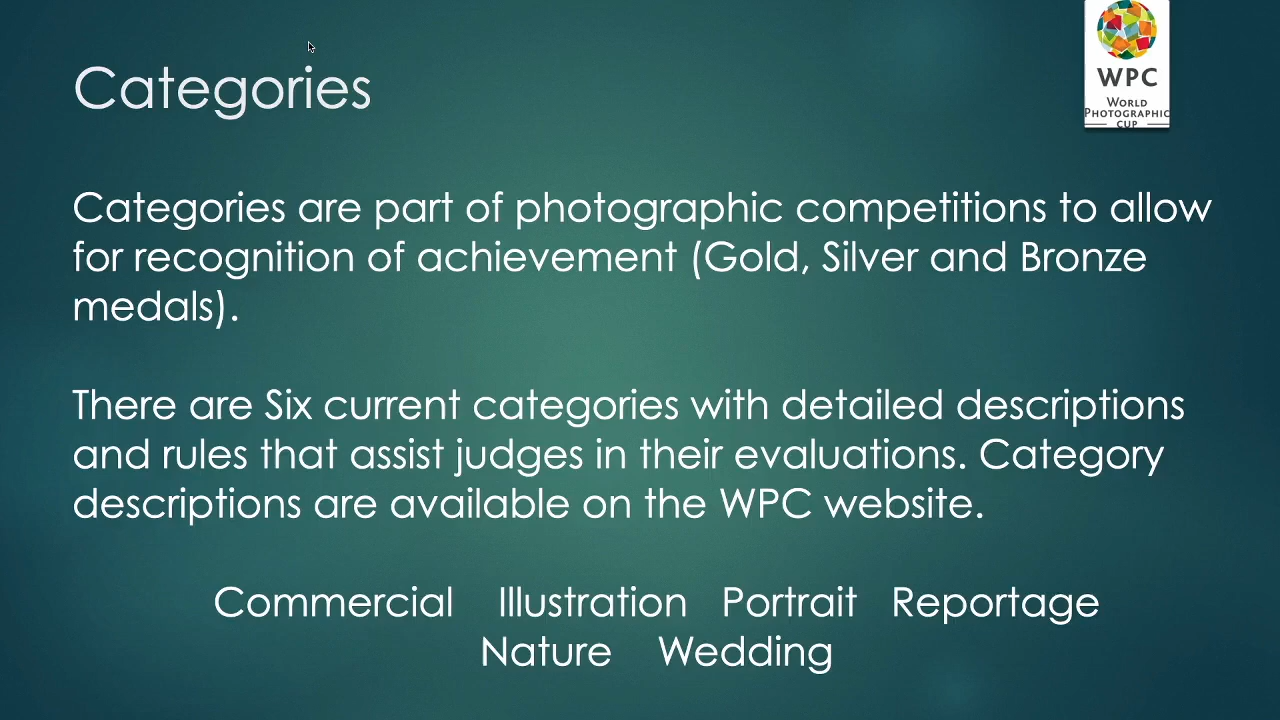 Categories
WPC
WORLD
PHOTOGRAPHIC
CUP
Categories are part of photographic competitions to allow
for recognition of achievement (Gold, Silver and Bronze
medals).
There are Six current categories with detailed descriptions
and rules that assist judges in their evaluations. Category
descriptions are available on the WPC website.
Commercial Illustration Portrait Reportage
Nature Wedding